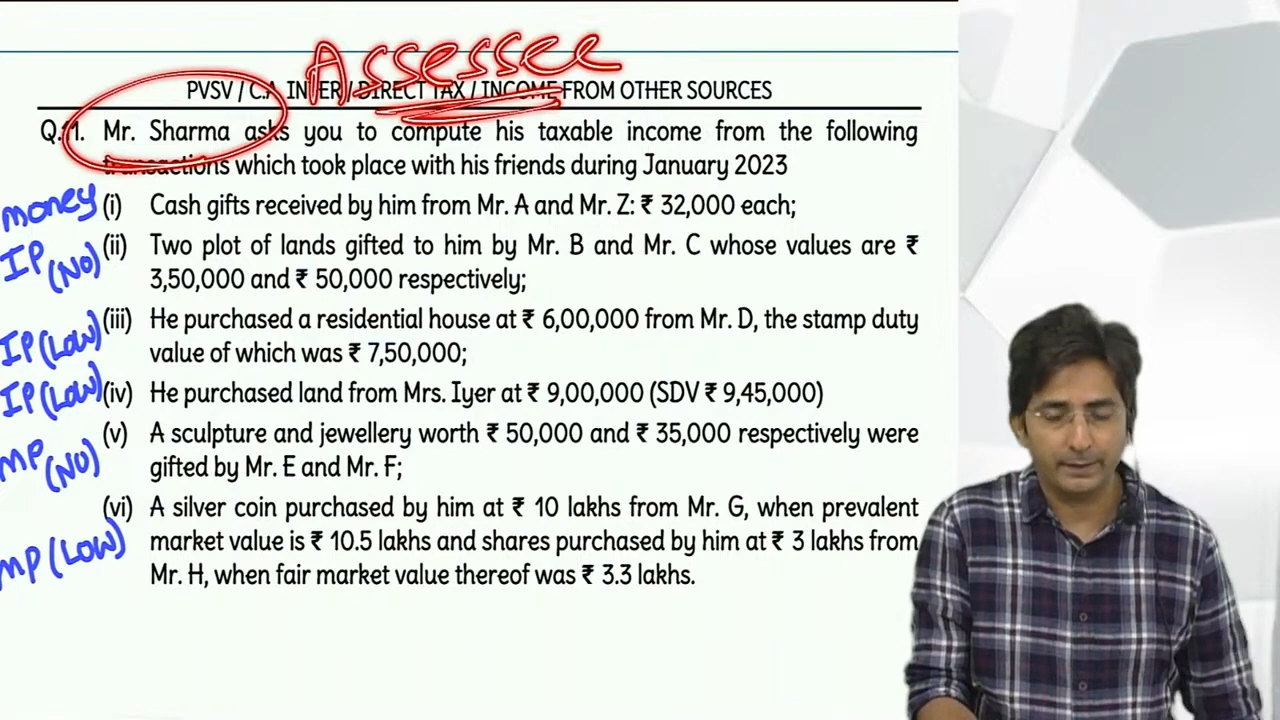 Assessee
PVSV / C.A. INTER / DIRECT TAX / INCOME FROM OTHER SOURCES
Q.11. Mr. Sharma asks you to compute his taxable income from the following
transactions which took place with his friends during January 2023
money (i) Cash gifts received by him from Mr. A and Mr. Z: ₹ 32,000 each;
IP (NO) (ii) Two plot of lands gifted to him by Mr. B and Mr. C whose values are ₹
3,50,000 and ₹ 50,000 respectively;
IP (LOW) (iii) He purchased a residential house at ₹ 6,00,000 from Mr. D, the stamp duty
value of which was ₹ 7,50,000;
IP (LOW) (iv) He purchased land from Mrs. Iyer at ₹ 9,00,000 (SDV ₹ 9,45,000)
MP (NO) (v) A sculpture and jewellery worth ₹ 50,000 and ₹ 35,000 respectively were
gifted by Mr. E and Mr. F;
MP (LOW) (vi) A silver coin purchased by him at ₹ 10 lakhs from Mr. G, when prevalent
market value is ₹ 10.5 lakhs and shares purchased by him at ₹ 3 lakhs from
Mr. H, when fair market value thereof was ₹ 3.3 lakhs.